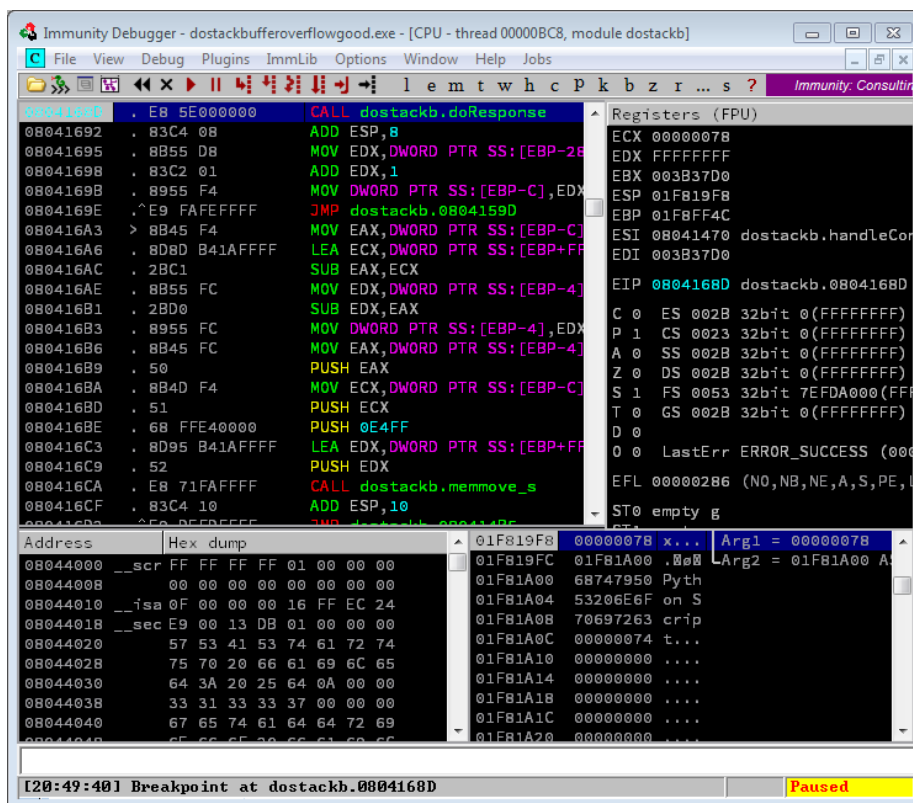 Immunity Debugger - dostackbufferoverflowgood.exe - [CPU - thread 00000BC8, module dostackb]
C File View Debug Plugins ImmLib Options Window Help Jobs
l e m t w h c P k b z r ... s ? Immunity: Consultin
0804168D . E8 5E000000 CALL dostackb.doResponse
08041692 . 83C4 08 ADD ESP,8
08041695 . 8B55 D8 MOV EDX,DWORD PTR SS:[EBP-28
08041698 . 83C2 01 ADD EDX,1
0804169B . 8955 F4 MOV DWORD PTR SS:[EBP-C],EDX
0804169E .^E9 FAFEFFFF JMP dostackb.0804159D
080416A3 > 8B45 F4 MOV EAX,DWORD PTR SS:[EBP-C]
080416A6 . 8D8D B41AFFFF LEA ECX,DWORD PTR SS:[EBP+FF
080416AC . 2BC1 SUB EAX,ECX
080416AE . 8B55 FC MOV EDX,DWORD PTR SS:[EBP-4]
080416B1 . 2BD0 SUB EDX,EAX
080416B3 . 8955 FC MOV DWORD PTR SS:[EBP-4],EDX
080416B6 . 8B45 FC MOV EAX,DWORD PTR SS:[EBP-4]
080416B9 . 50 PUSH EAX
080416BA . 8B4D F4 MOV ECX,DWORD PTR SS:[EBP-C]
080416BD . 51 PUSH ECX
080416BE . 68 FFE40000 PUSH 0E4FF
080416C3 . 8D95 B41AFFFF LEA EDX,DWORD PTR SS:[EBP+FF
080416C9 . 52 PUSH EDX
080416CA . E8 71FAFFFF CALL dostackb.memmove_s
080416CF . 83C4 10 ADD ESP,10
Registers (FPU)
ECX 00000078
EDX FFFFFFFF
EBX 003B37D0
ESP 01F819F8
EBP 01F8FF4C
ESI 08041470 dostackb.handleCon
EDI 003B37D0
EIP 0804168D dostackb.0804168D
C 0 ES 002B 32bit 0(FFFFFFFF)
P 1 CS 0023 32bit 0(FFFFFFFF)
A 0 SS 002B 32bit 0(FFFFFFFF)
Z 0 DS 002B 32bit 0(FFFFFFFF)
S 1 FS 0053 32bit 7EFDA000(FFF
T 0 GS 002B 32bit 0(FFFFFFFF)
D 0
O 0 LastErr ERROR_SUCCESS (000
EFL 00000286 (NO,NB,NE,A,S,PE,L
ST0 empty g
Address Hex dump
08044000 __scr FF FF FF FF 01 00 00 00
08044008 00 00 00 00 00 00 00 00
08044010 __isa 0F 00 00 00 16 FF EC 24
08044018 __sec E9 00 13 DB 01 00 00 00
08044020 57 53 41 53 74 61 72 74
08044028 75 70 20 66 61 69 6C 65
08044030 64 3A 20 25 64 0A 00 00
08044038 33 31 33 33 37 00 00 00
08044040 67 65 74 61 64 64 72 69
01F819F8 00000078 x... Arg1 = 00000078
01F819FC 01F81A00 Arg2 = 01F81A00 AS
01F81A00 68747950 Pyth
01F81A04 53206E6F on S
01F81A08 70697263 crip
01F81A0C 00000074 t...
01F81A10 00000000 ....
01F81A14 00000000 ....
01F81A18 00000000 ....
01F81A1C 00000000 ....
01F81A20 00000000 ....
[20:49:40] Breakpoint at dostackb.0804168D
Paused